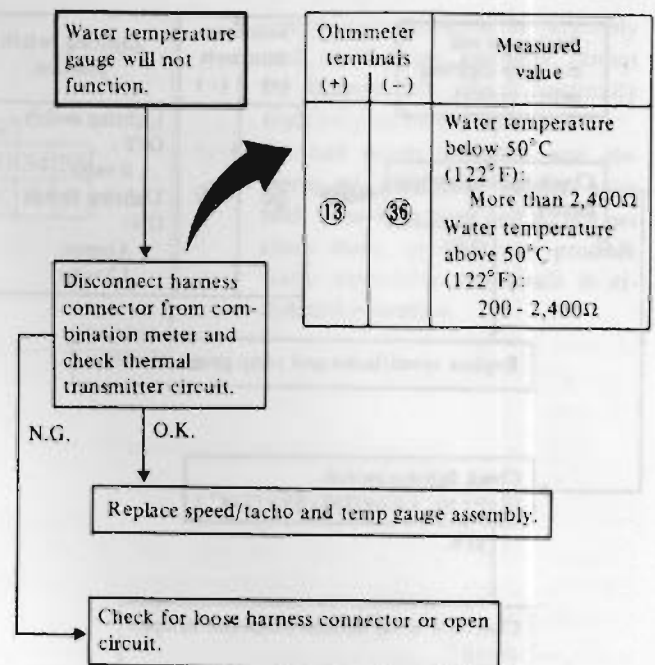 Water temperature
gauge will not
function.
Ohmmeter
terminals
(+) (−)
Measured
value
13
36
Water temperature
below 50°C
(122°F):
More than 2,400Ω
Water temperature
above 50°C
(122°F):
200 - 2,400Ω
Disconnect harness
connector from com-
bination meter and
check thermal
transmitter circuit.
N.G.
O.K.
Replace speed/tacho and temp gauge assembly.
Check for loose harness connector or open
circuit.